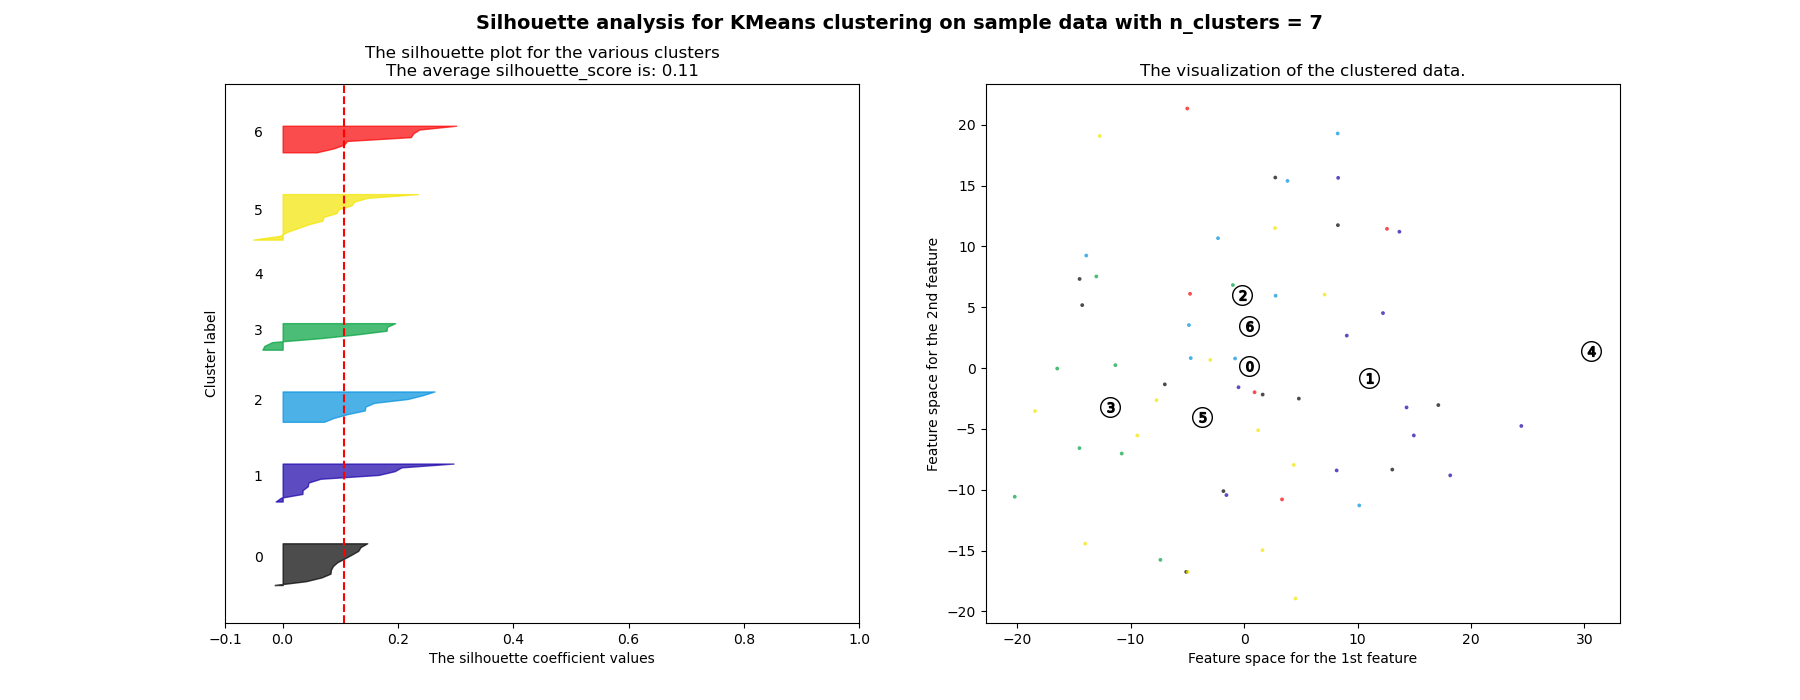 Silhouette analysis for KMeans clustering on sample data with n_clusters = 7
The silhouette plot for the various clusters
The average silhouette_score is: 0.11
6
5
4
3
2
1
0
Cluster label
−0.1 0.0 0.2 0.4 0.6 0.8 1.0
The silhouette coefficient values
The visualization of the clustered data.
20
15
10
5
0
−5
−10
−15
−20
Feature space for the 2nd feature
2
6
4
0
1
3
5
−20 −10 0 10 20 30
Feature space for the 1st feature